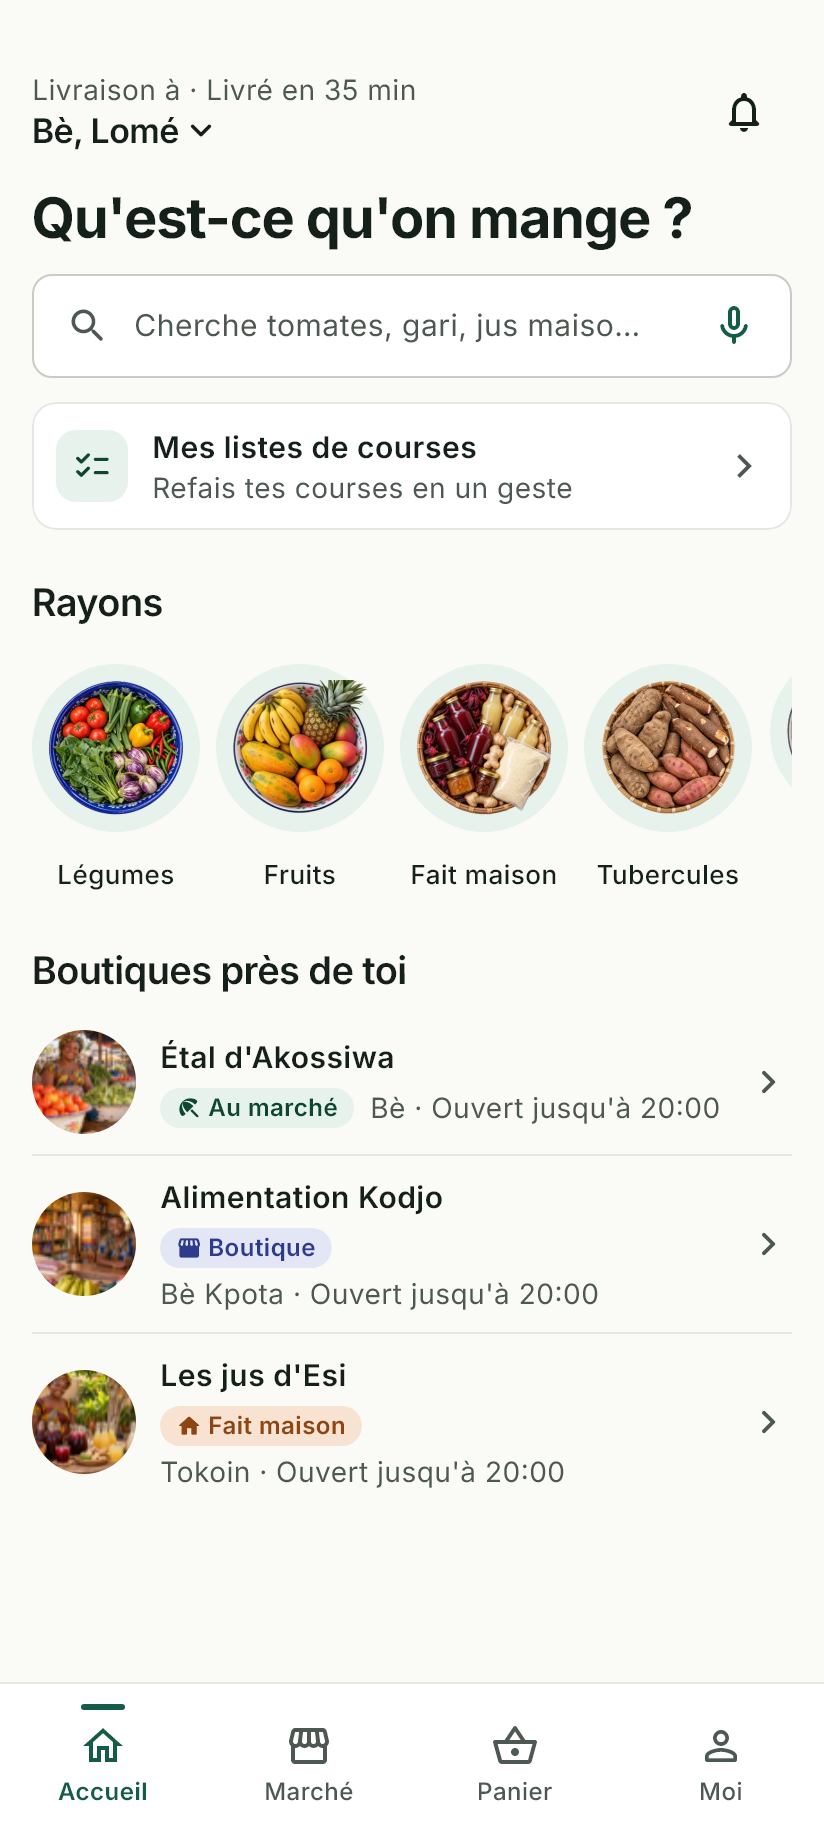 Livraison à · Livré en 35 min
Bè, Lomé
Qu'est-ce qu'on mange ?
Cherche tomates, gari, jus maiso...
Mes listes de courses
Refais tes courses en un geste
Rayons
Légumes
Fruits
Fait maison
Tubercules
Boutiques près de toi
Étal d'Akossiwa
Au marché Bè · Ouvert jusqu'à 20:00
Alimentation Kodjo
Boutique
Bè Kpota · Ouvert jusqu'à 20:00
Les jus d'Esi
Fait maison
Tokoin · Ouvert jusqu'à 20:00
Accueil
Marché
Panier
Moi